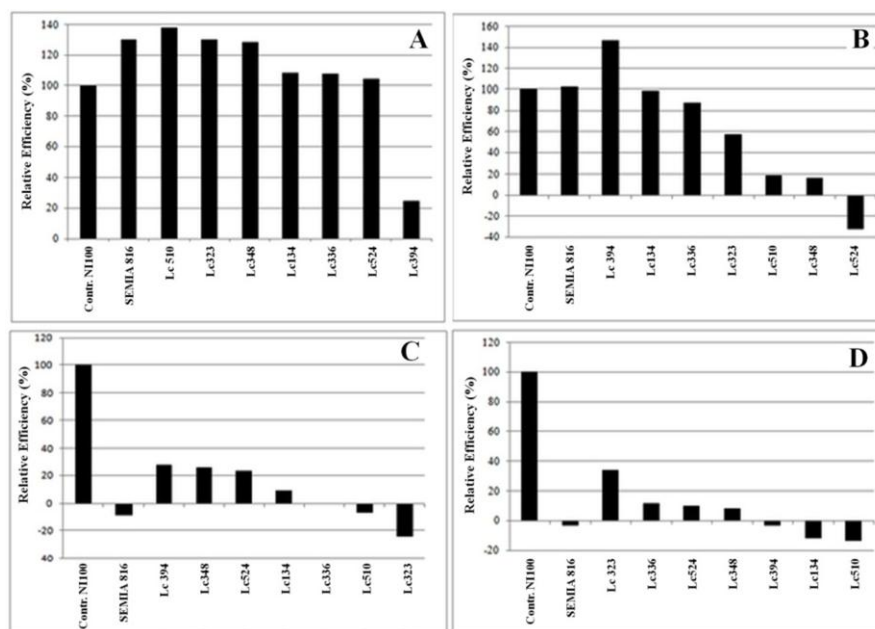 A
Relative Efficiency (%)
140
120
100
80
60
40
20
0
Contr. NI100
SEMIA 816
Lc 510
Lc323
Lc348
Lc134
Lc336
Lc524
Lc394
B
Relative Efficiency (%)
160
140
120
100
80
60
40
20
0
-20
-40
Contr. NI100
SEMIA 816
Lc 394
Lc134
Lc336
Lc323
Lc510
Lc348
Lc524
C
Relative Efficiency (%)
120
100
80
60
40
20
0
-20
40
Contr. NI100
SEMIA 816
Lc 394
Lc348
Lc524
Lc134
Lc336
Lc510
Lc323
D
Relative Efficiency (%)
120
100
80
60
40
20
0
-20
Contr. NI100
SEMIA 816
Lc 323
Lc336
Lc524
Lc348
Lc394
Lc134
Lc510